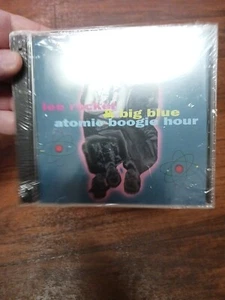 lee rocker
& big blue
atomic boogie hour